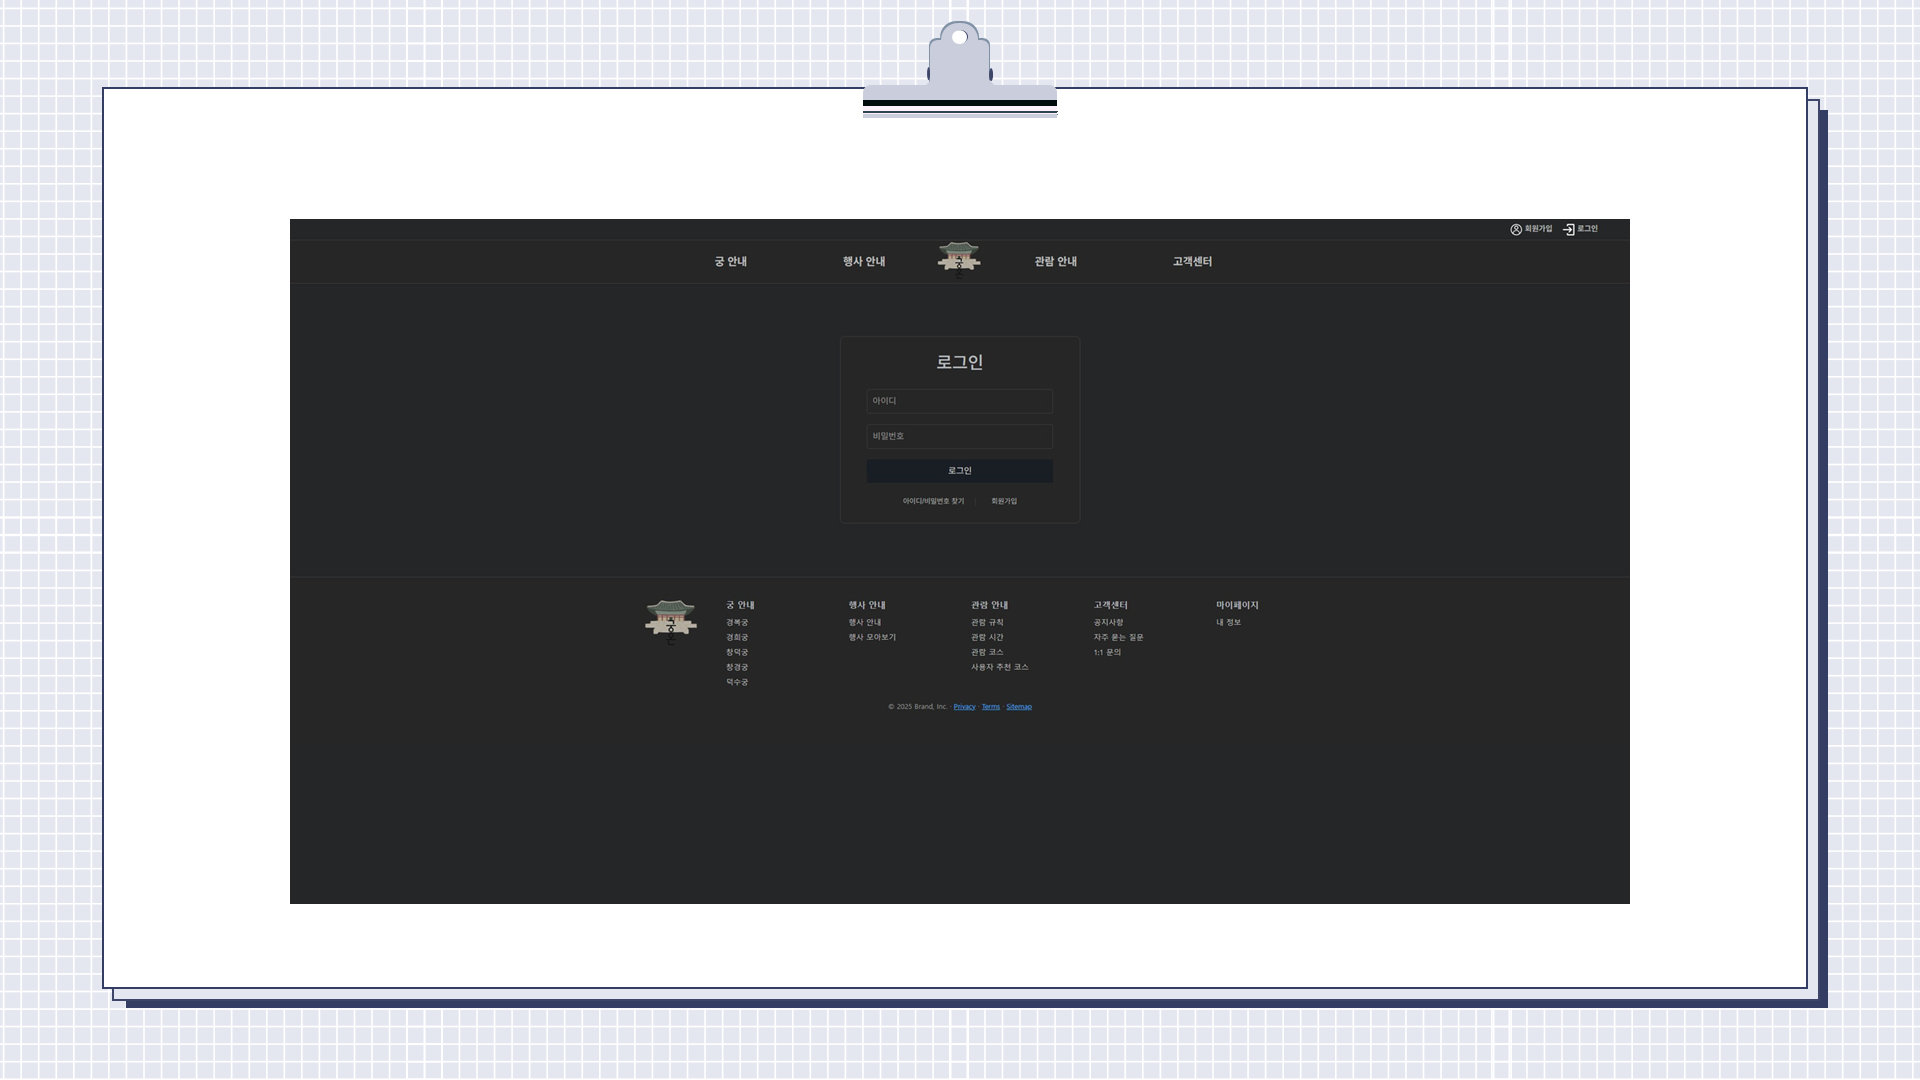 회원가입 로그인
궁 안내 행사 안내 관람 안내 고객센터
로그인
아이디
비밀번호
로그인
아이디/비밀번호 찾기 | 회원가입
궁 안내
경복궁
경희궁
창덕궁
창경궁
덕수궁
행사 안내
행사 안내
행사 모아보기
관람 안내
관람 규칙
관람 시간
관람 코스
사용자 추천 코스
고객센터
공지사항
자주 묻는 질문
1:1 문의
마이페이지
내 정보
© 2025 Brand, Inc. · Privacy · Terms · Sitemap